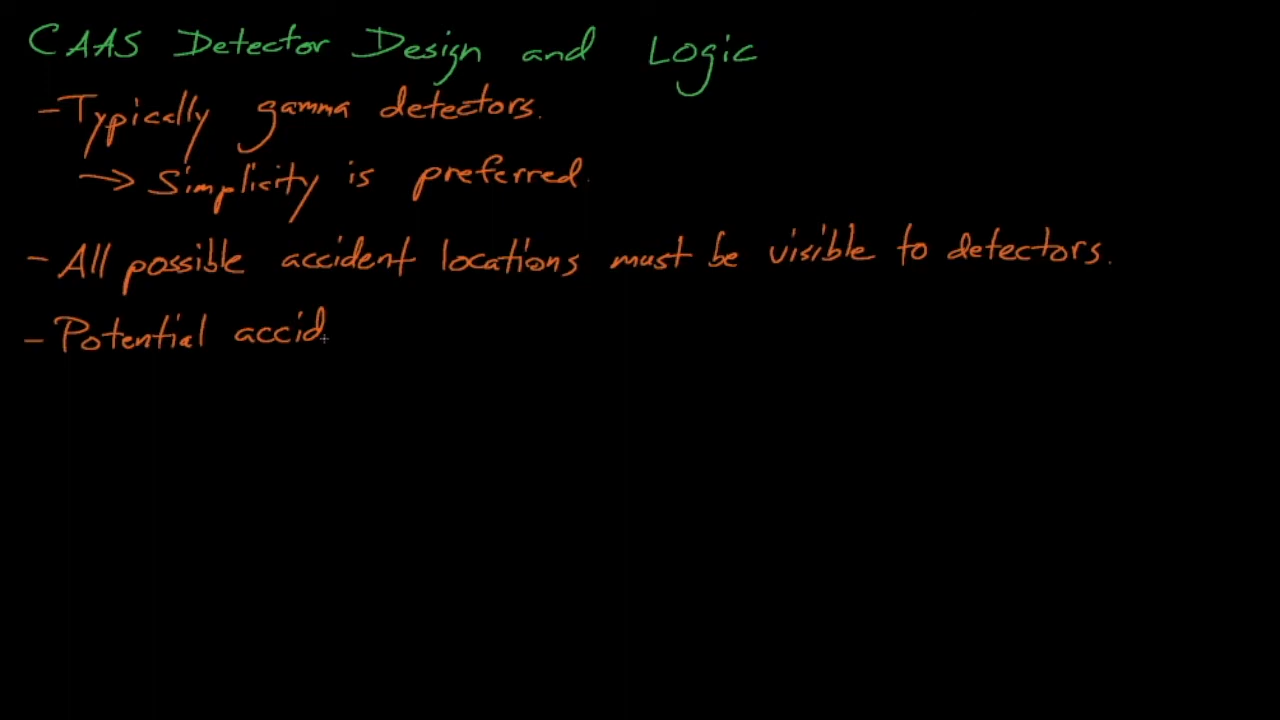 CAAS Detector Design and Logic
- Typically gamma detectors.
→ Simplicity is preferred.
- All possible accident locations must be visible to detectors.
- Potential accid